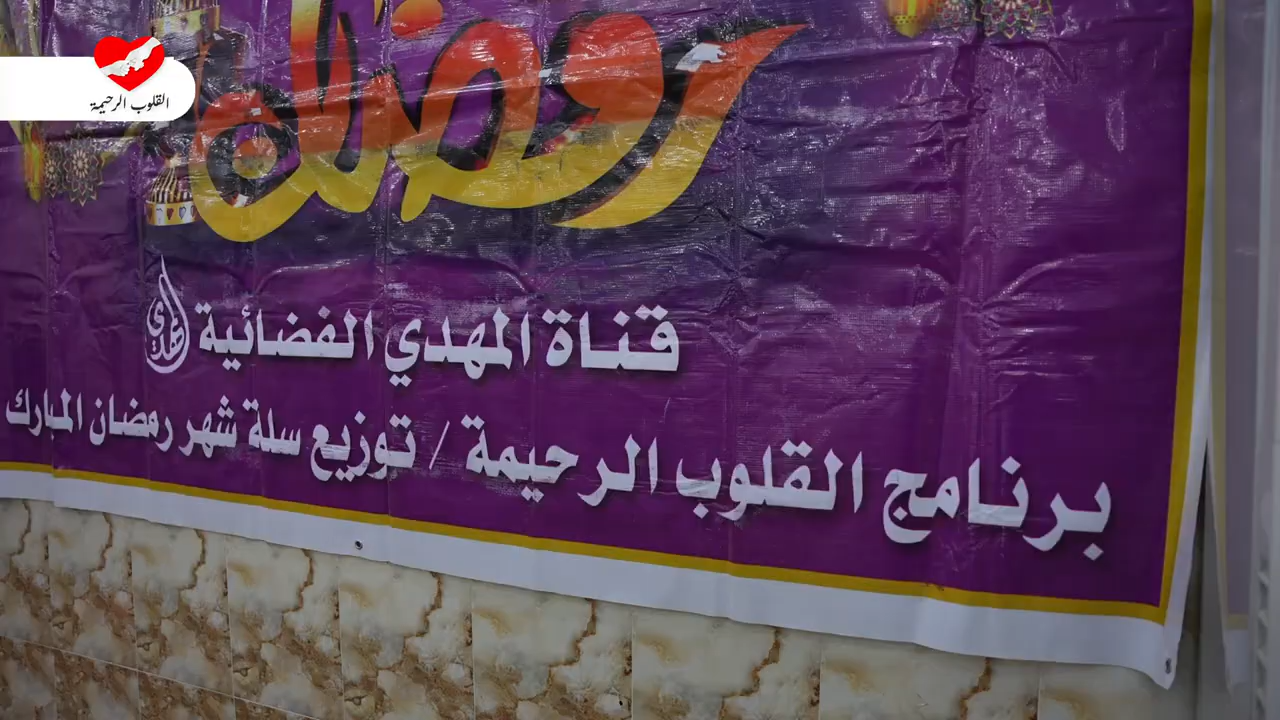 القلوب الرحيمة
رمضان
قناة المهدي الفضائية
برنامج القلوب الرحيمة / توزيع سلة شهر رمضان المبارك